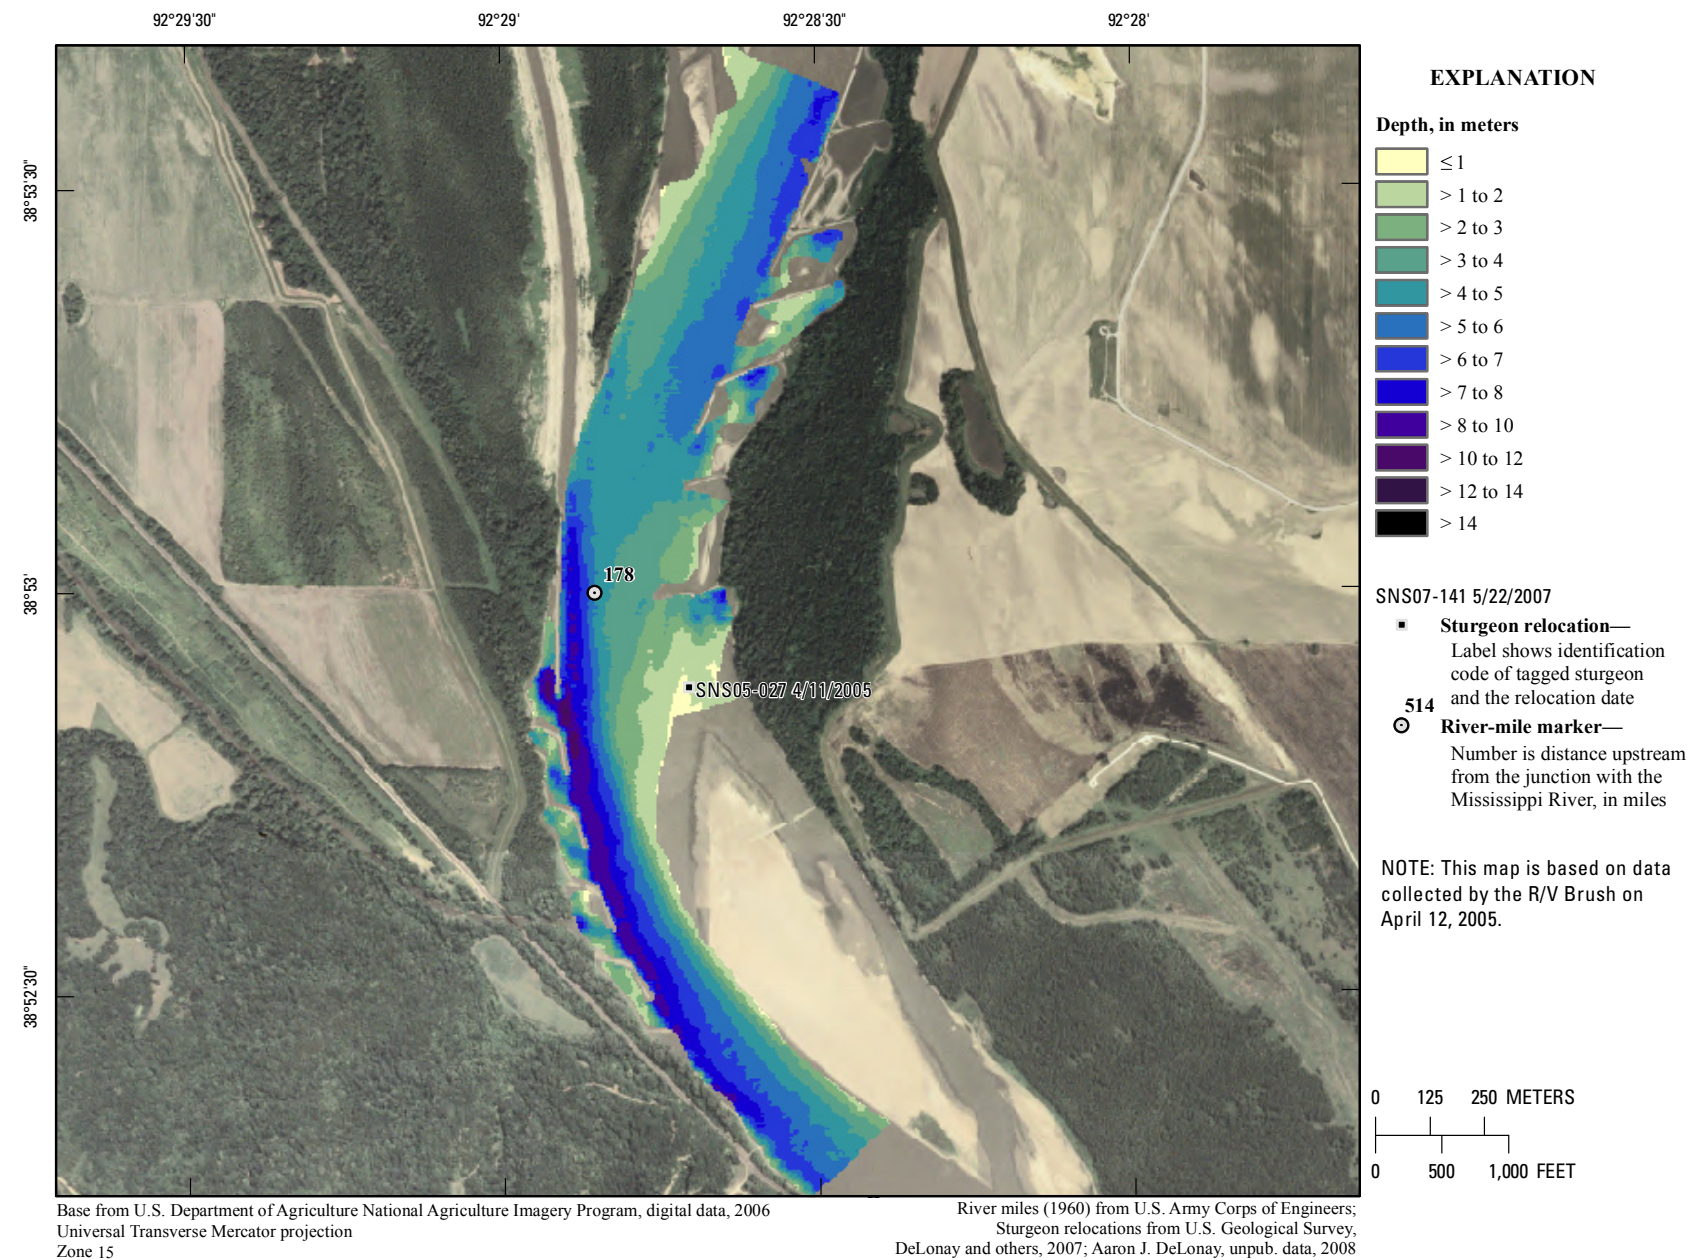 92°29'30"
92°29'
92°28'30"
92°28'
38°53'30"
38°53'
38°52'30"
178
SNS05-027 4/11/2005
EXPLANATION
Depth, in meters
≤ 1
> 1 to 2
> 2 to 3
> 3 to 4
> 4 to 5
> 5 to 6
> 6 to 7
> 7 to 8
> 8 to 10
> 10 to 12
> 12 to 14
> 14
SNS07-141 5/22/2007
Sturgeon relocation—
Label shows identification
code of tagged sturgeon
and the relocation date
514
River-mile marker—
Number is distance upstream
from the junction with the
Mississippi River, in miles
NOTE: This map is based on data
collected by the R/V Brush on
April 12, 2005.
0 125 250 METERS
0 500 1,000 FEET
Base from U.S. Department of Agriculture National Agriculture Imagery Program, digital data, 2006
Universal Transverse Mercator projection
Zone 15
River miles (1960) from U.S. Army Corps of Engineers;
Sturgeon relocations from U.S. Geological Survey,
DeLonay and others, 2007; Aaron J. DeLonay, unpub. data, 2008